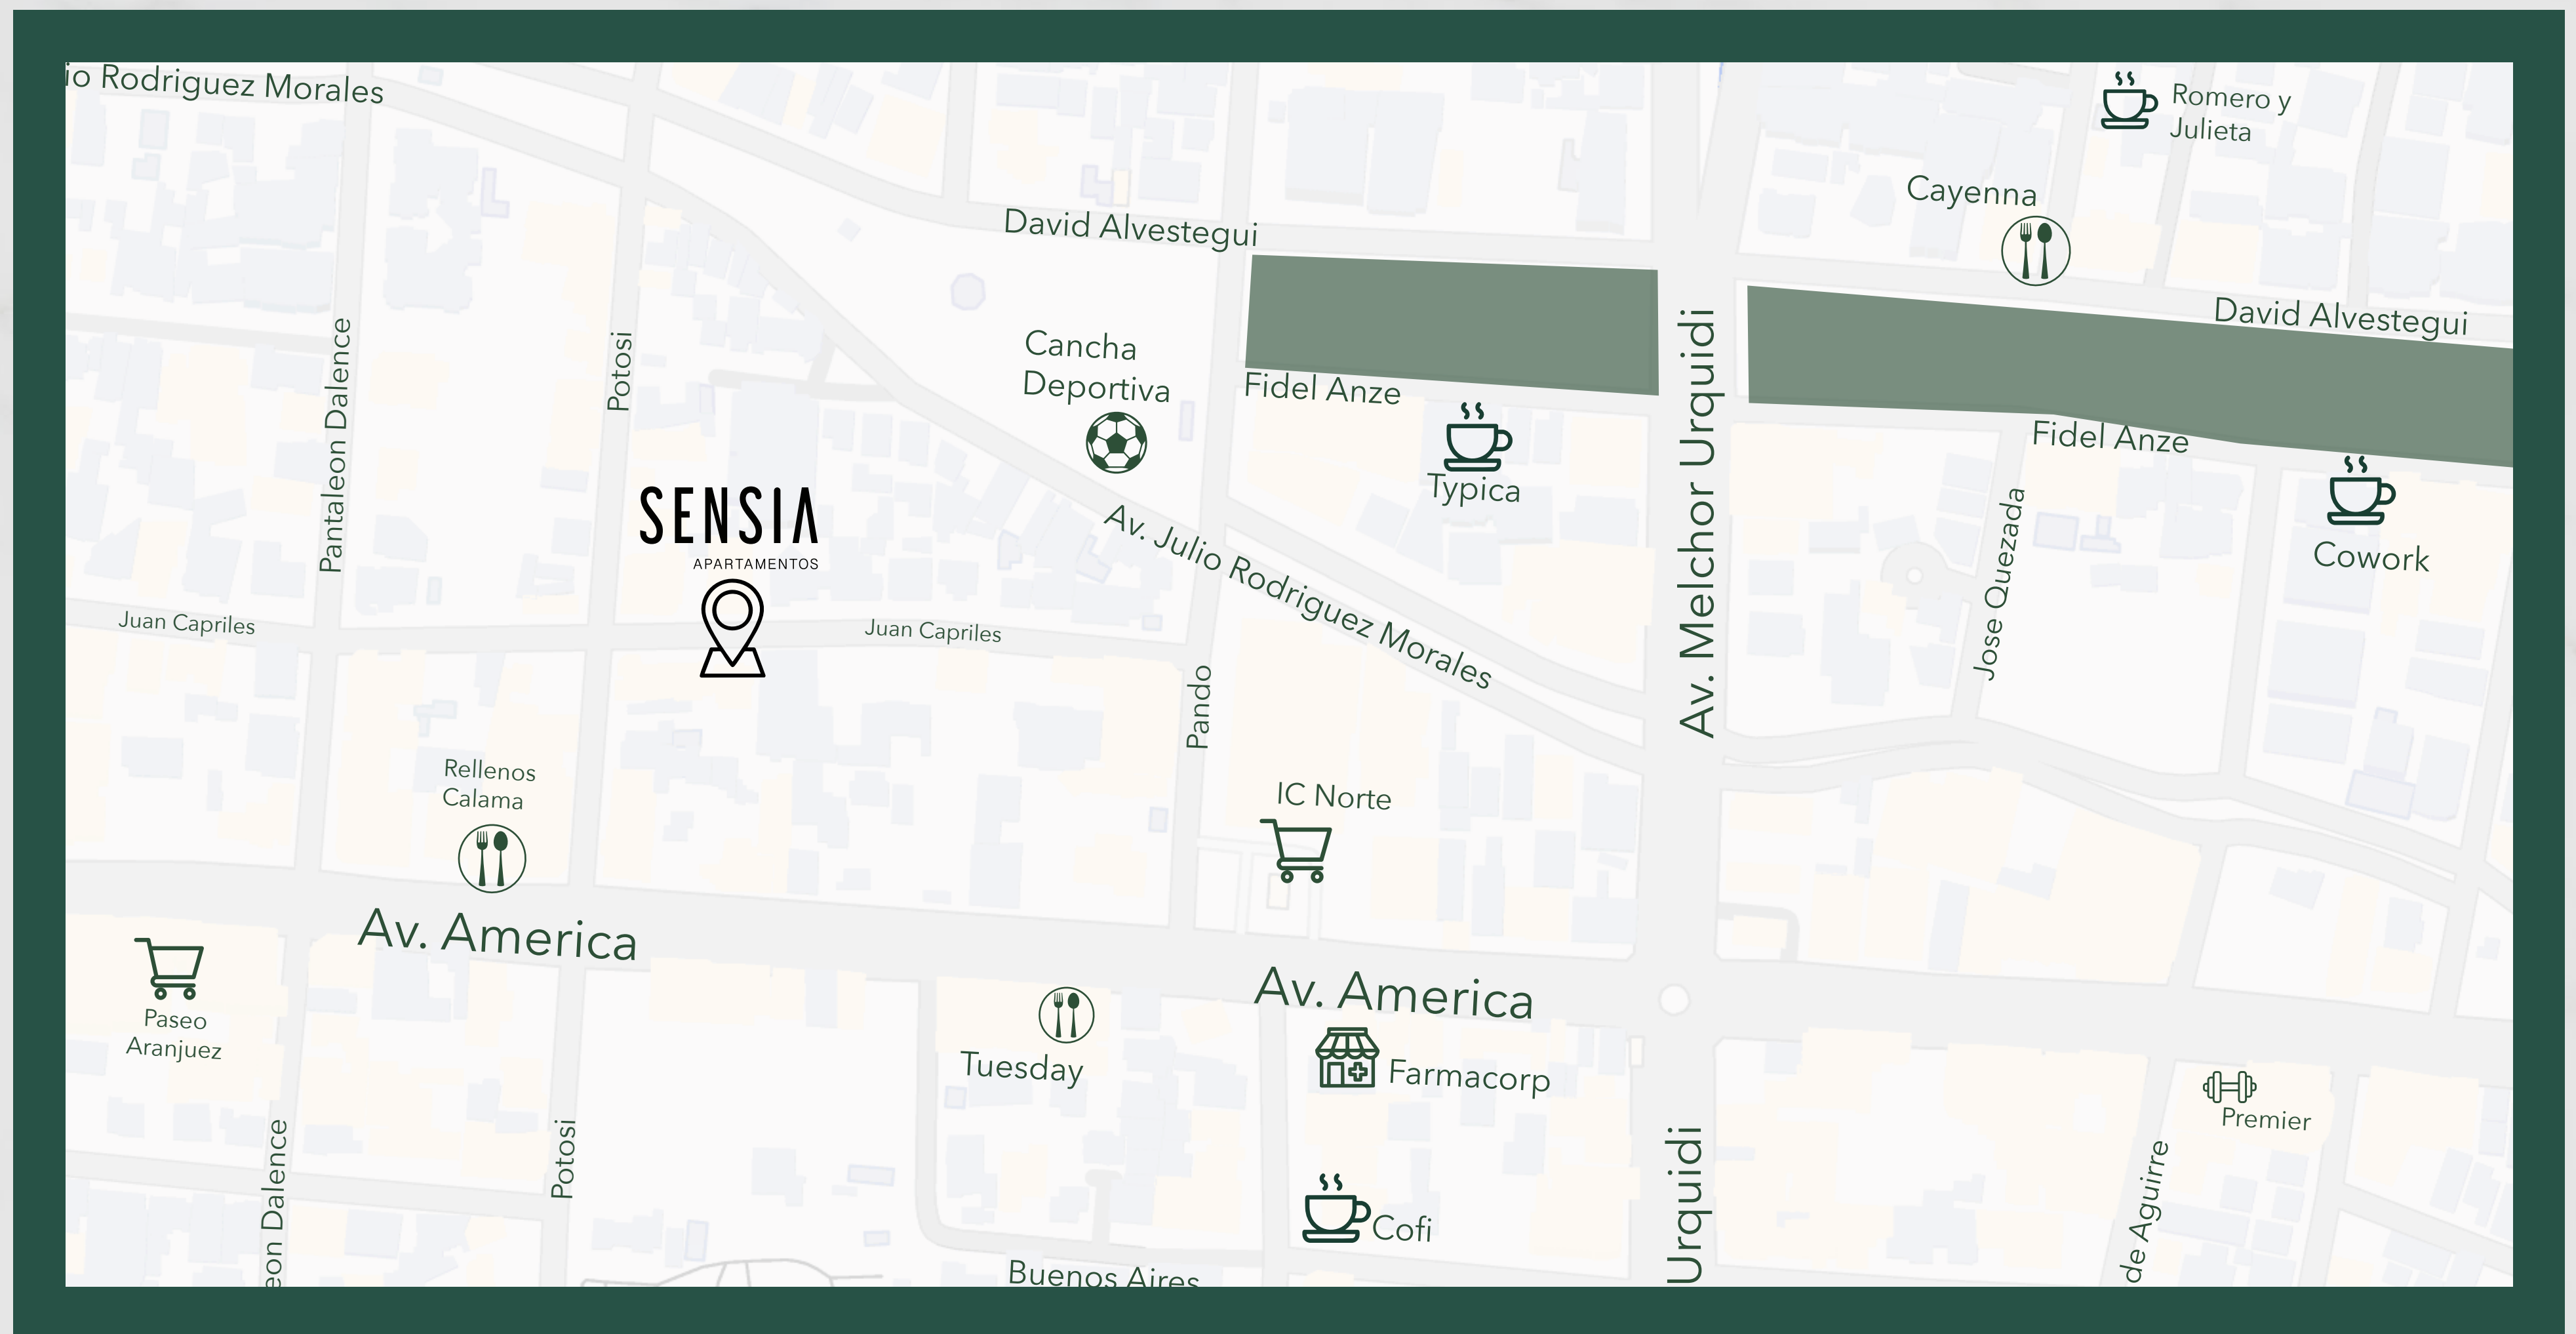 io Rodriguez Morales
Romero y
Julieta
Cayenna
David Alvestegui
David Alvestegui
Cancha
Deportiva
Fidel Anze
Fidel Anze
Typica
Cowork
Pantaleon Dalence
Potosi
SENSIA
APARTAMENTOS
Av. Julio Rodriguez Morales
Av. Melchor Urquidi
Jose Quezada
Juan Capriles
Juan Capriles
Pando
Rellenos
Calama
IC Norte
Av. America
Av. America
Paseo
Aranjuez
Tuesday
Farmacorp
Premier
eon Dalence
Potosi
Cofi
Urquidi
de Aguirre
Buenos Aires